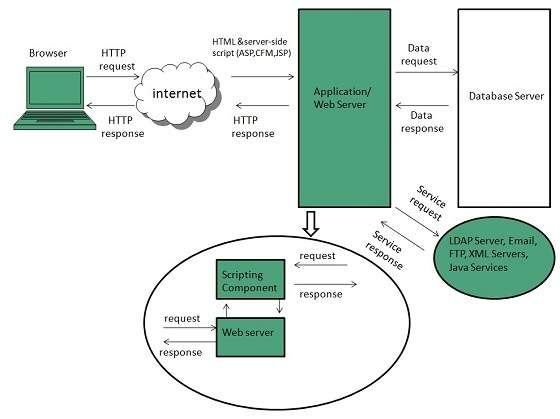 Browser
HTTP
request
HTTP
response
internet
HTML &server-side
script (ASP,CFM,JSP)
HTTP
response
Application/
Web Server
Data
request
Data
response
Database Server
Service
request
Service
response
LDAP Server, Email,
FTP, XML Servers,
Java Services
Scripting
Component
request
response
request
response
Web server